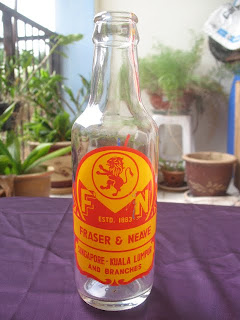 F N
ESTD. 1883
FRASER & NEAVE
SINGAPORE - KUALA LUMPUR
AND BRANCHES